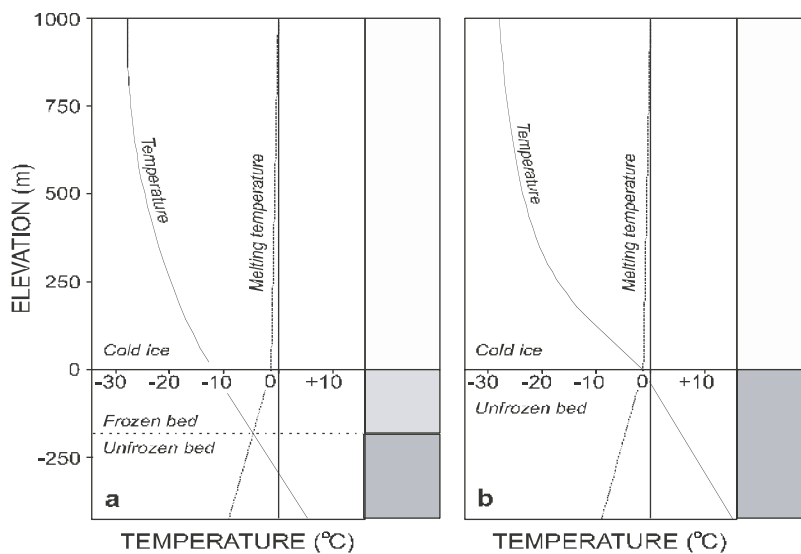 1000
750
500
250
0
-250
ELEVATION (m)
Temperature
Melting temperature
Cold ice
-30 -20 -10 0 +10
Frozen bed
Unfrozen bed
a
TEMPERATURE (°C)
Temperature
Melting temperature
Cold ice
-30 -20 -10 0 +10
Unfrozen bed
b
TEMPERATURE (°C)